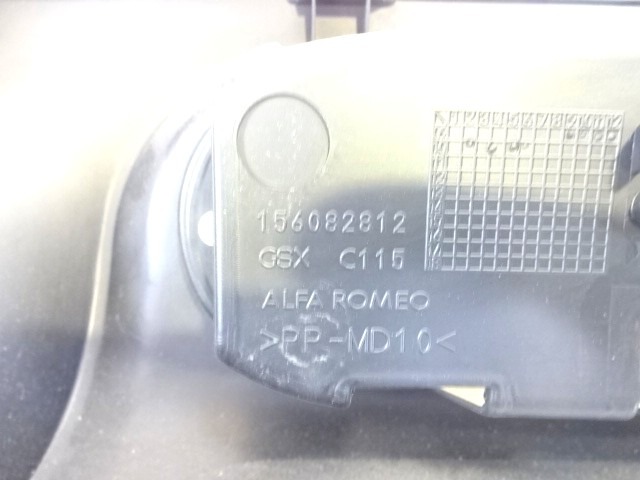 156082812
GSX C115
ALFA ROMEO
>PP-MD10<